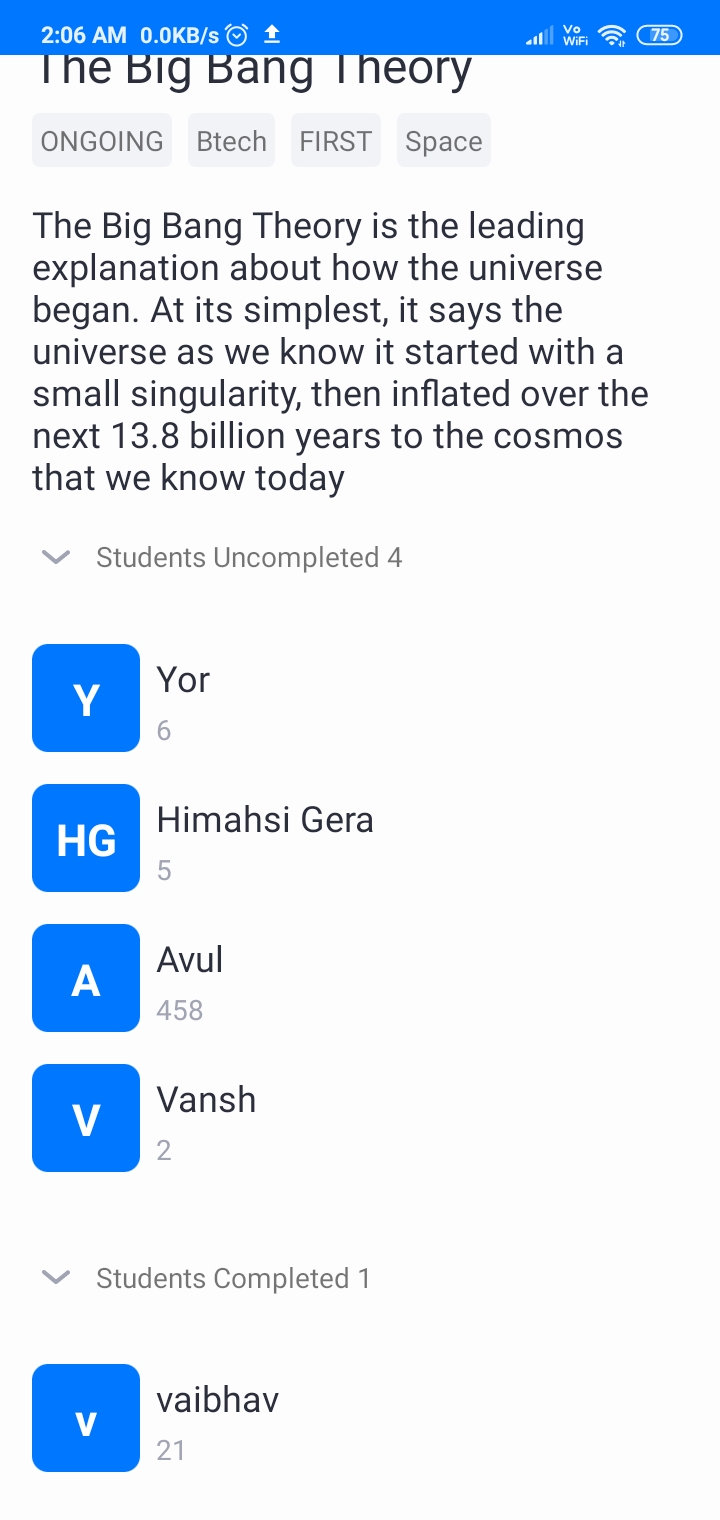 2:06 AM 0.0KB/s Vo WiFi 75
The Big Bang Theory
ONGOING Btech FIRST Space
The Big Bang Theory is the leading
explanation about how the universe
began. At its simplest, it says the
universe as we know it started with a
small singularity, then inflated over the
next 13.8 billion years to the cosmos
that we know today
Students Uncompleted 4
Y Yor
6
HG Himahsi Gera
5
A Avul
458
V Vansh
2
Students Completed 1
v vaibhav
21